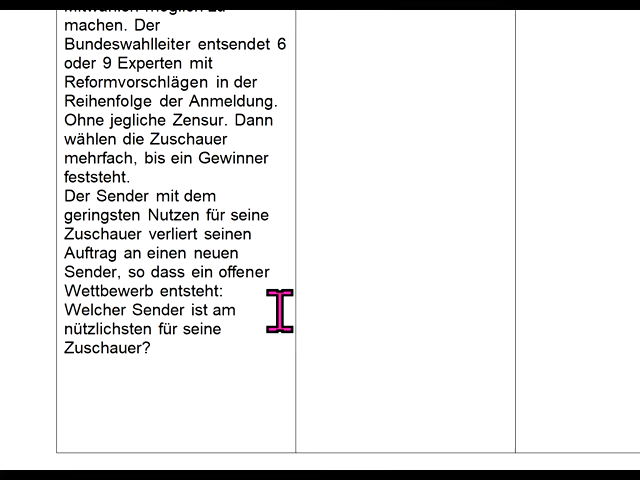 Mitwählen möglich zu
machen. Der
Bundeswahlleiter entsendet 6
oder 9 Experten mit
Reformvorschlägen in der
Reihenfolge der Anmeldung.
Ohne jegliche Zensur. Dann
wählen die Zuschauer
mehrfach, bis ein Gewinner
feststeht.
Der Sender mit dem
geringsten Nutzen für seine
Zuschauer verliert seinen
Auftrag an einen neuen
Sender, so dass ein offener
Wettbewerb entsteht:
Welcher Sender ist am
nützlichsten für seine
Zuschauer?